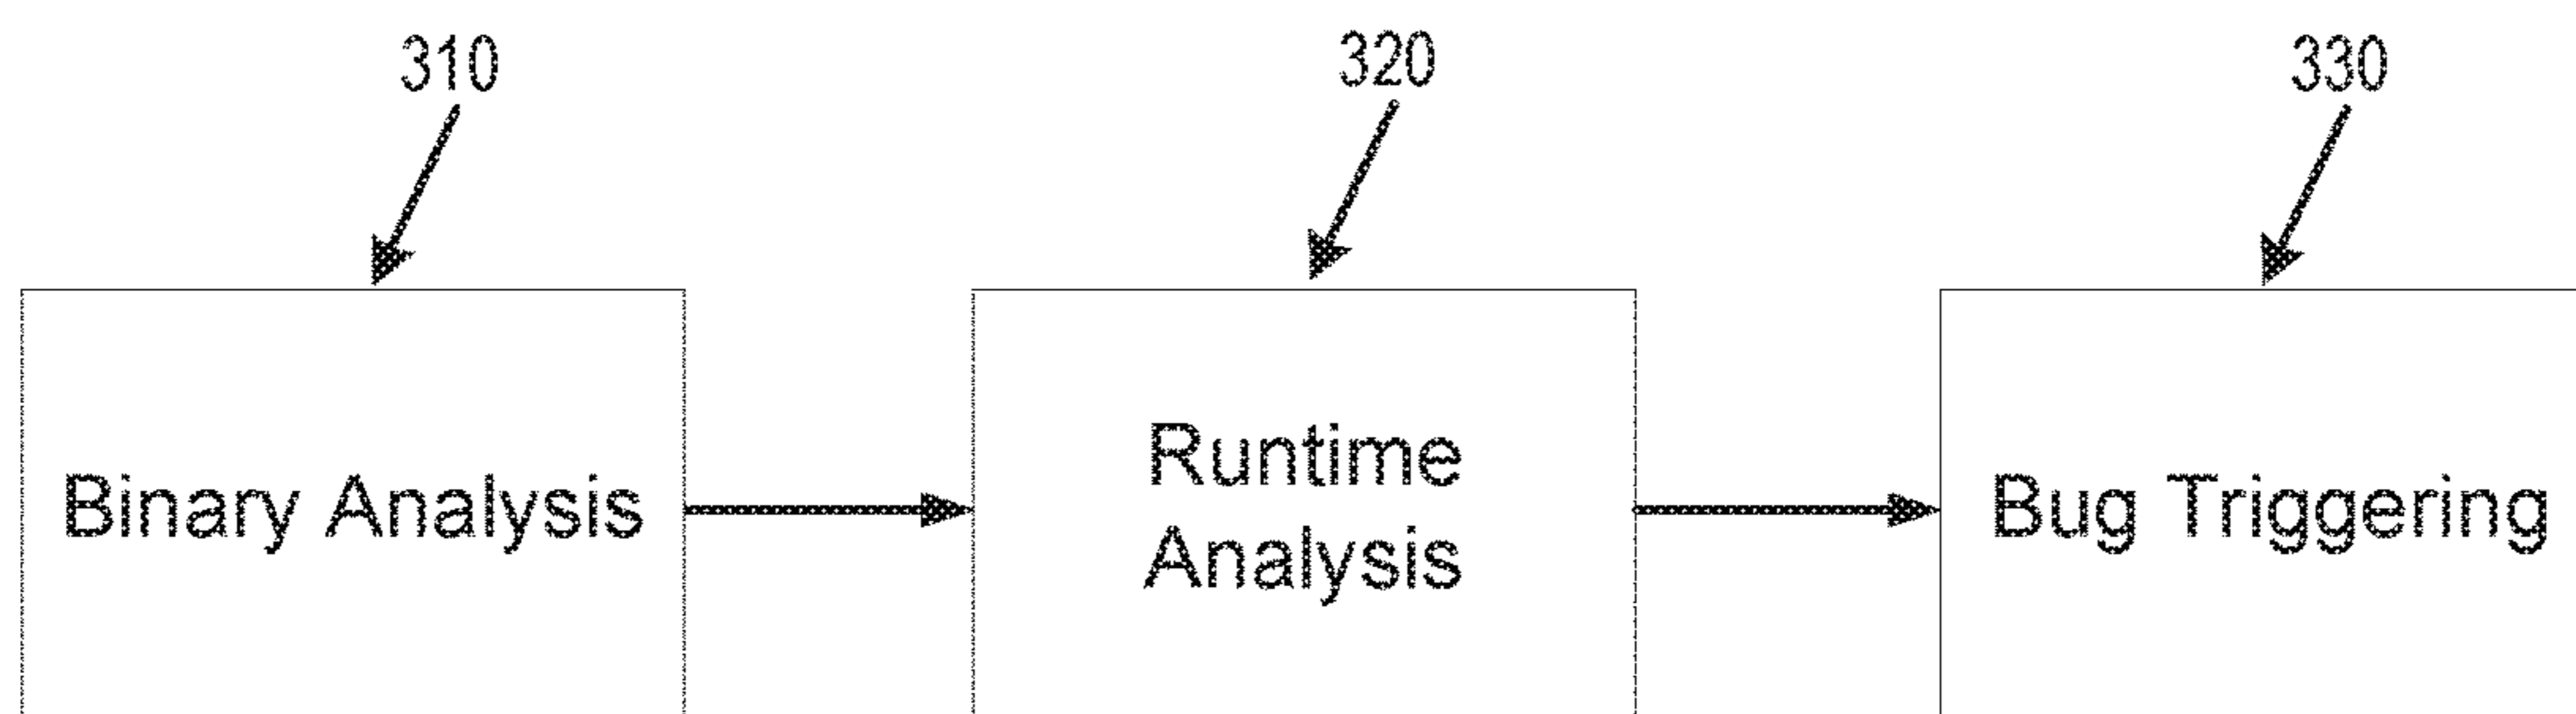 310
320
330
Binary Analysis
Runtime
Analysis
Bug Triggering